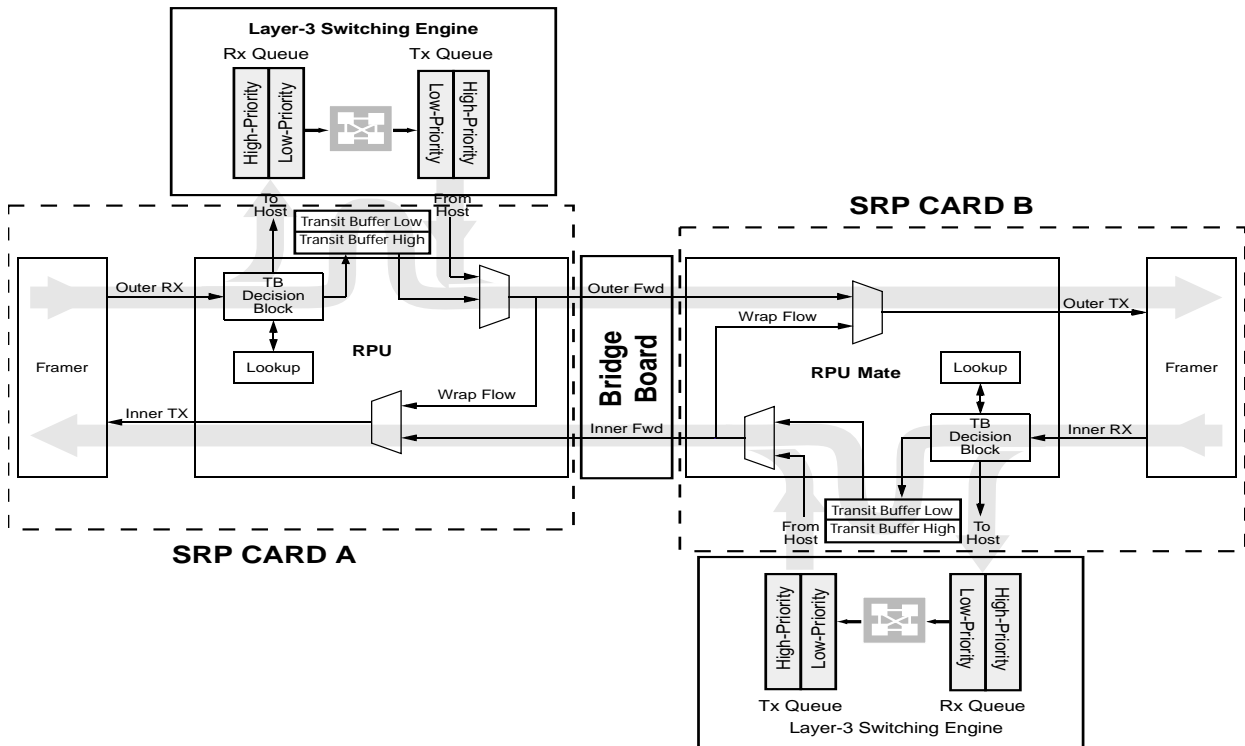 Layer-3 Switching Engine
Rx Queue
Tx Queue
High-Priority
Low-Priority
Low-Priority
High-Priority
To
Host
From
Host
Transit Buffer Low
Transit Buffer High
SRP CARD B
Framer
Outer RX
TB
Decision
Block
Lookup
RPU
Wrap Flow
Inner TX
Outer Fwd
Inner Fwd
Bridge
Board
Wrap Flow
Outer TX
RPU Mate
Lookup
TB
Decision
Block
Inner RX
Framer
SRP CARD A
From
Host
Transit Buffer Low
Transit Buffer High
To
Host
High-Priority
Low-Priority
Low-Priority
High-Priority
Tx Queue
Rx Queue
Layer-3 Switching Engine